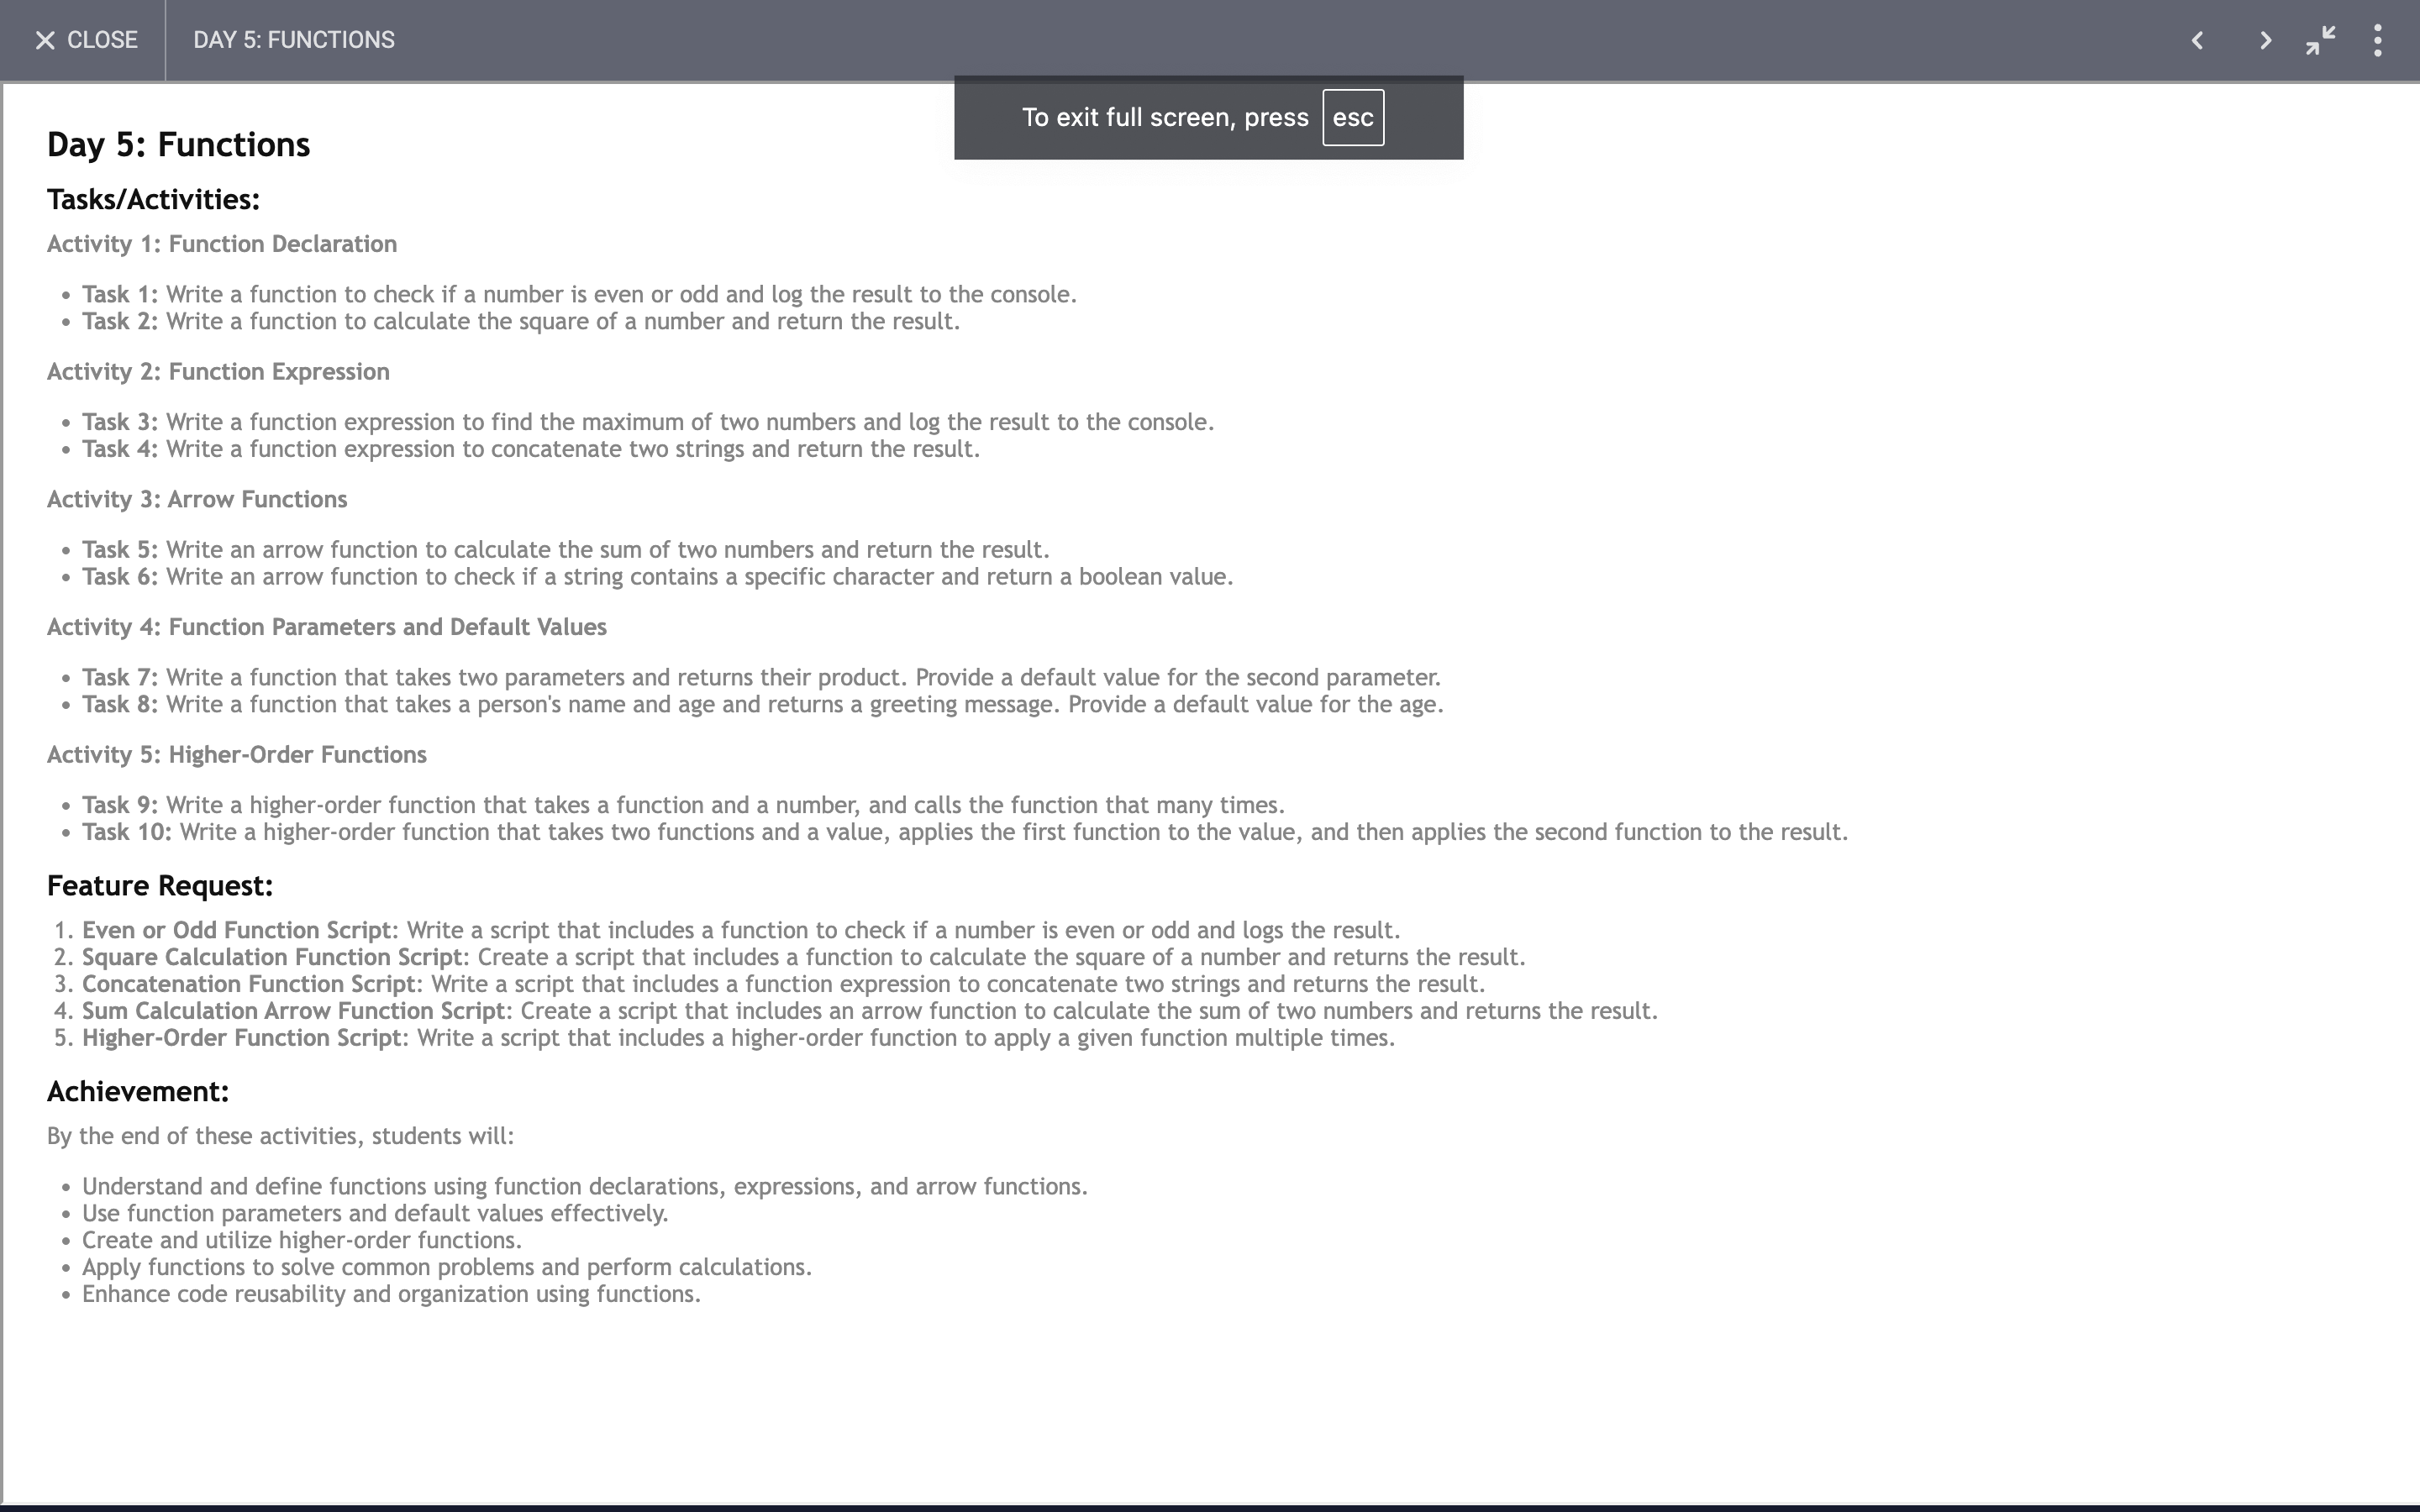 CLOSE
DAY 5: FUNCTIONS
To exit full screen, press esc
Day 5: Functions
Tasks/Activities:
Activity 1: Function Declaration
• Task 1: Write a function to check if a number is even or odd and log the result to the console.
• Task 2: Write a function to calculate the square of a number and return the result.
Activity 2: Function Expression
• Task 3: Write a function expression to find the maximum of two numbers and log the result to the console.
• Task 4: Write a function expression to concatenate two strings and return the result.
Activity 3: Arrow Functions
• Task 5: Write an arrow function to calculate the sum of two numbers and return the result.
• Task 6: Write an arrow function to check if a string contains a specific character and return a boolean value.
Activity 4: Function Parameters and Default Values
• Task 7: Write a function that takes two parameters and returns their product. Provide a default value for the second parameter.
• Task 8: Write a function that takes a person's name and age and returns a greeting message. Provide a default value for the age.
Activity 5: Higher-Order Functions
• Task 9: Write a higher-order function that takes a function and a number, and calls the function that many times.
• Task 10: Write a higher-order function that takes two functions and a value, applies the first function to the value, and then applies the second function to the result.
Feature Request:
1. Even or Odd Function Script: Write a script that includes a function to check if a number is even or odd and logs the result.
2. Square Calculation Function Script: Create a script that includes a function to calculate the square of a number and returns the result.
3. Concatenation Function Script: Write a script that includes a function expression to concatenate two strings and returns the result.
4. Sum Calculation Arrow Function Script: Create a script that includes an arrow function to calculate the sum of two numbers and returns the result.
5. Higher-Order Function Script: Write a script that includes a higher-order function to apply a given function multiple times.
Achievement:
By the end of these activities, students will:
• Understand and define functions using function declarations, expressions, and arrow functions.
• Use function parameters and default values effectively.
• Create and utilize higher-order functions.
• Apply functions to solve common problems and perform calculations.
• Enhance code reusability and organization using functions.